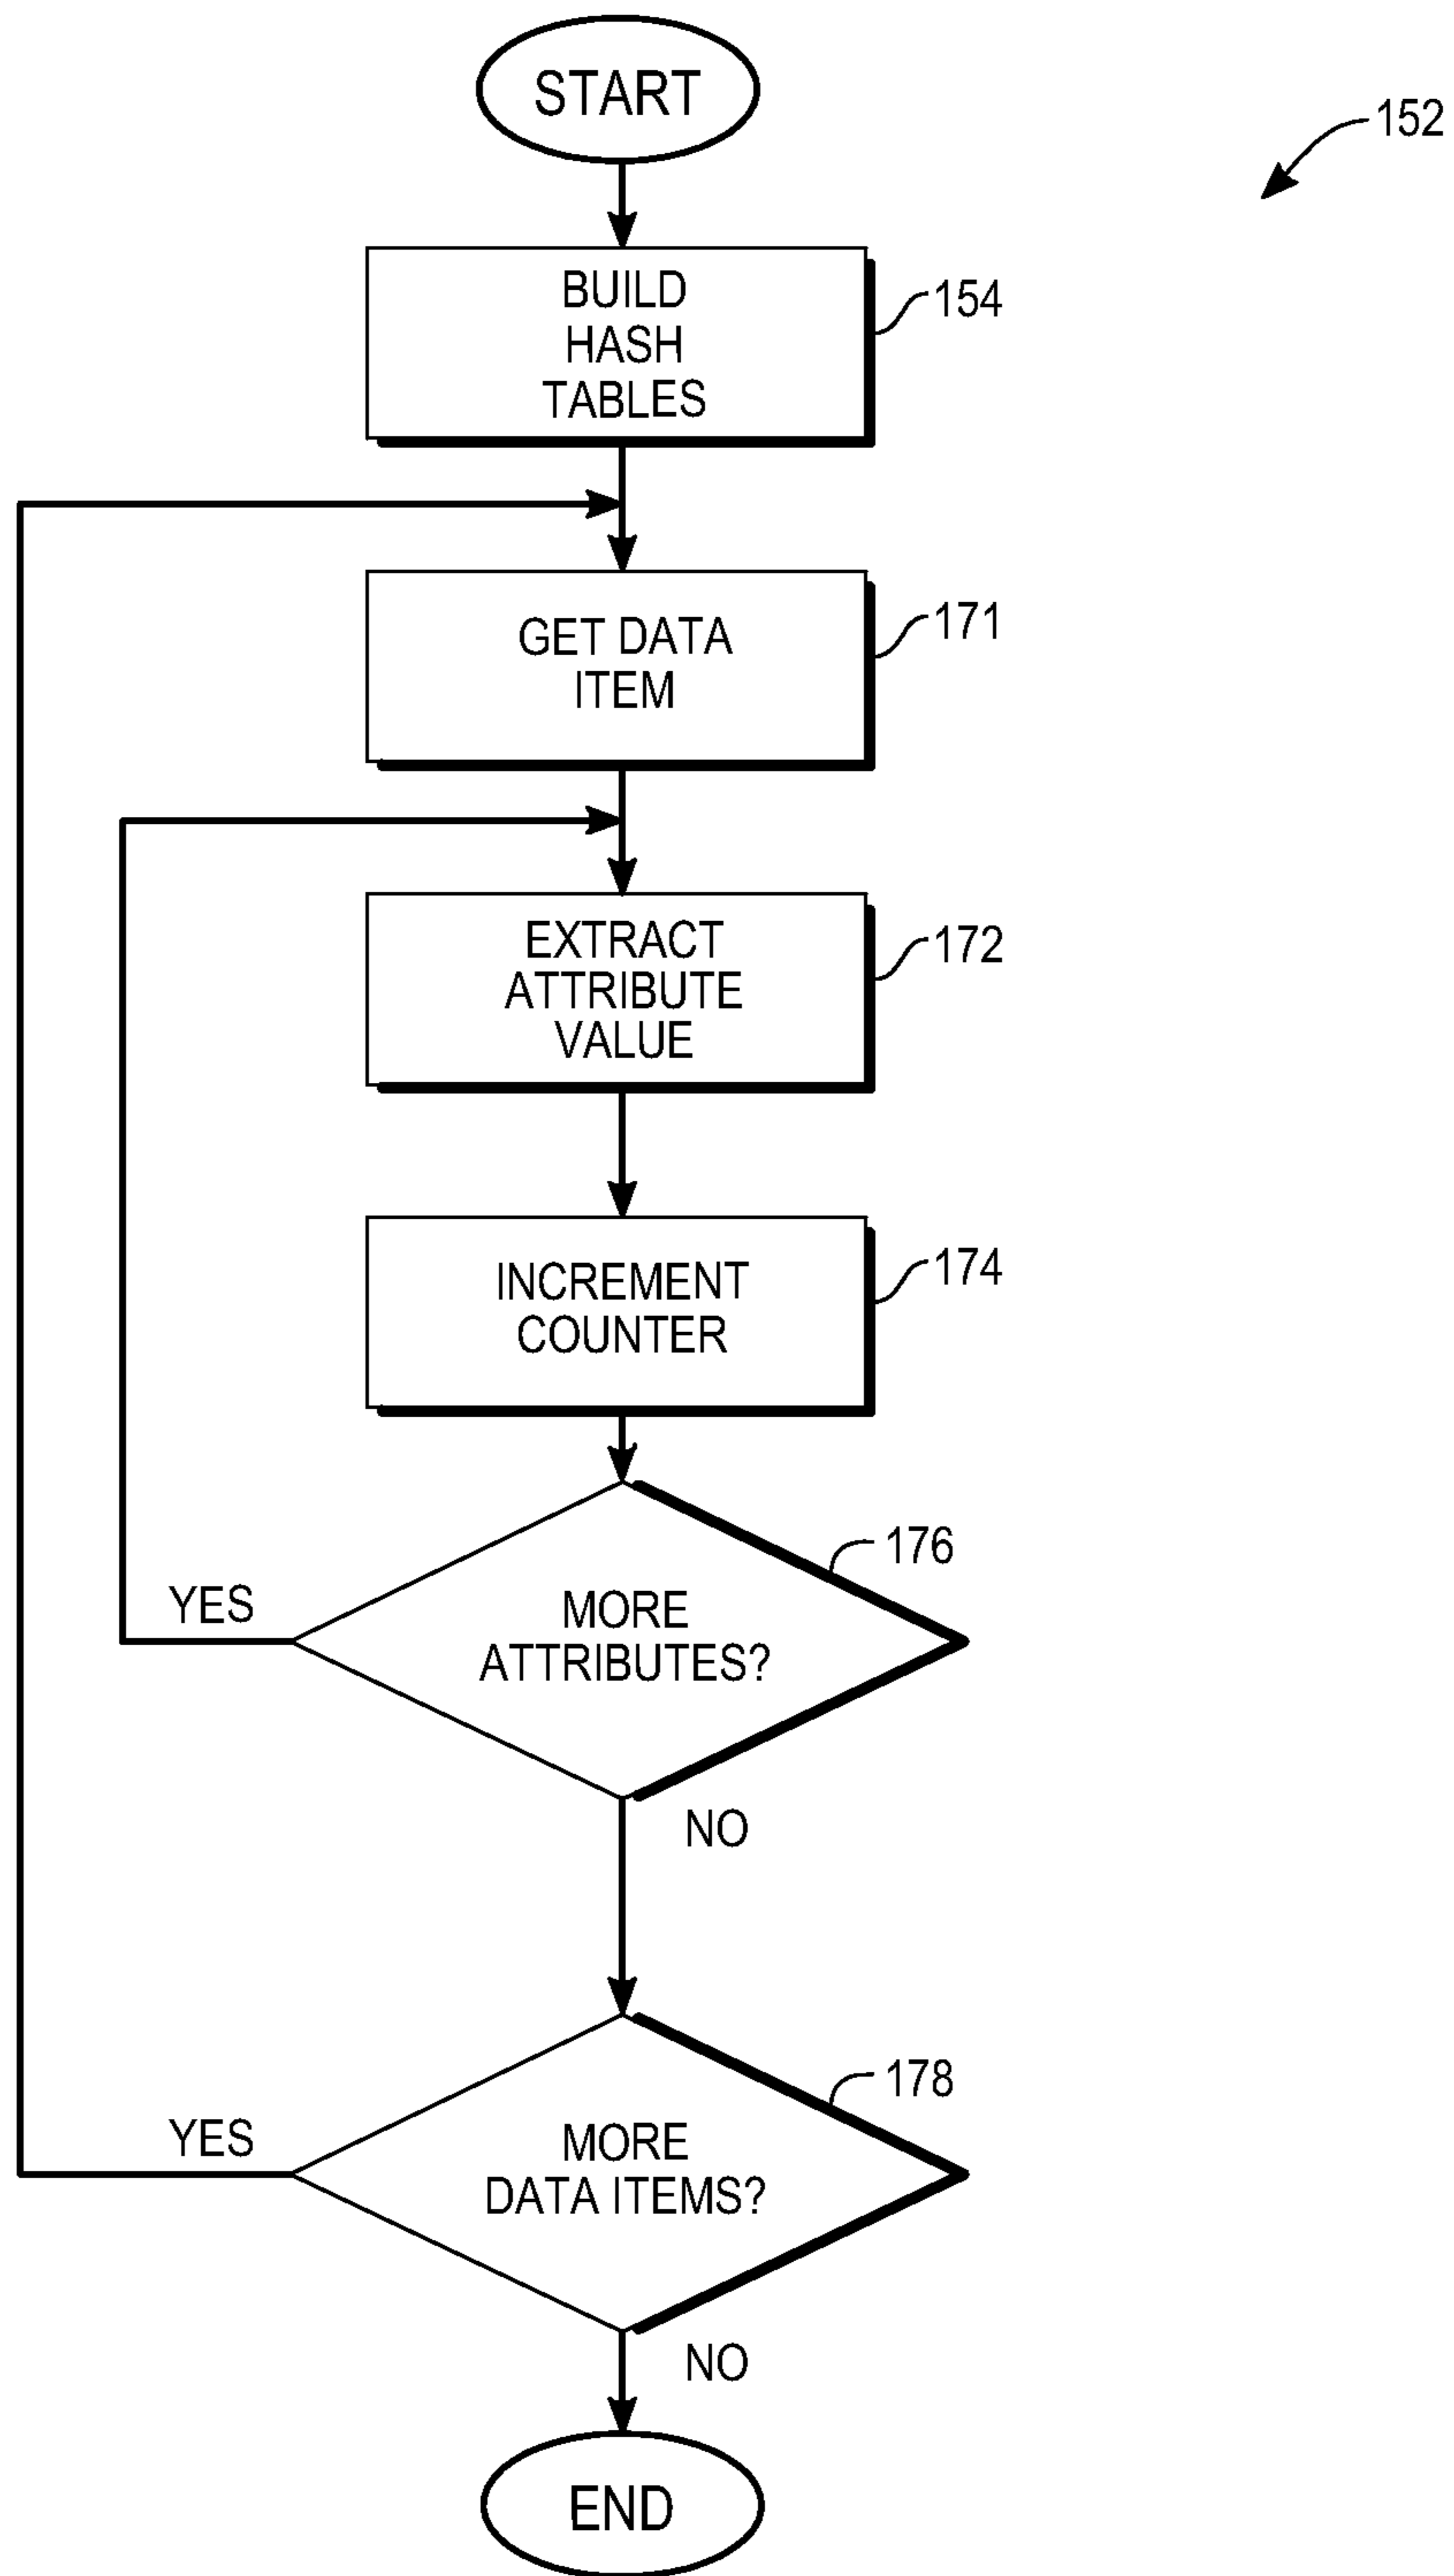 START
152
BUILD
HASH
TABLES
154
GET DATA
ITEM
171
EXTRACT
ATTRIBUTE
VALUE
172
INCREMENT
COUNTER
174
MORE
ATTRIBUTES?
176
YES
NO
MORE
DATA ITEMS?
178
YES
NO
END